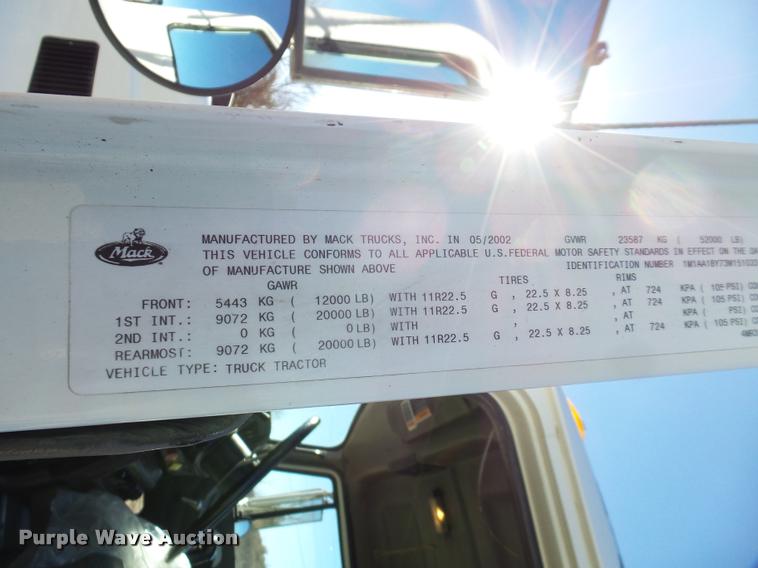 Mack
MANUFACTURED BY MACK TRUCKS, INC. IN 05/2002 GVWR 23587 KG ( 52000 LB)
THIS VEHICLE CONFORMS TO ALL APPLICABLE U.S.FEDERAL MOTOR SAFETY STANDARDS IN EFFECT ON THE
OF MANUFACTURE SHOWN ABOVE IDENTIFICATION NUMBER
GAWR TIRES RIMS
FRONT: 5443 KG ( 12000 LB) WITH 11R22.5 G , 22.5 X 8.25 , AT 724 KPA ( 105 PSI) COLD
1ST INT.: 9072 KG ( 20000 LB) WITH 11R22.5 G , 22.5 X 8.25 , AT 724 KPA ( 105 PSI)
2ND INT.: 0 KG ( 0 LB) WITH , , AT KPA ( PSI)
REARMOST: 9072 KG ( 20000 LB) WITH 11R22.5 G , 22.5 X 8.25 , AT 724 KPA ( 105 PSI)
VEHICLE TYPE: TRUCK TRACTOR
Purple Wave Auction